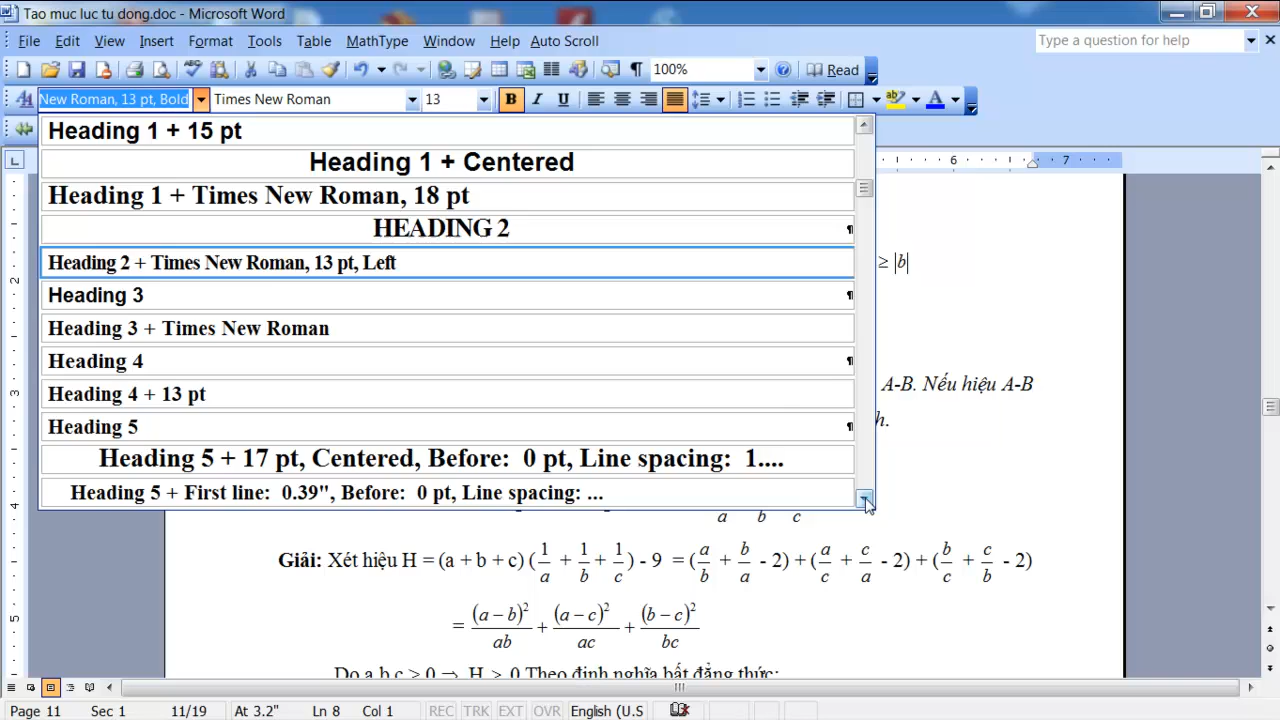 Tao muc luc tu dong.doc - Microsoft Word
File Edit View Insert Format Tools Table MathType Window Help Auto Scroll Type a question for help
100% Read
New Roman, 13 pt, Bold Times New Roman 13 B I U
Heading 1 + 15 pt
Heading 1 + Centered
Heading 1 + Times New Roman, 18 pt
6 7
HEADING 2 ¶
Heading 2 + Times New Roman, 13 pt, Left
≥ |b|
Heading 3 ¶
Heading 3 + Times New Roman
Heading 4 ¶
A-B. Nếu hiệu A-B
Heading 4 + 13 pt
Heading 5 ¶
h.
Heading 5 + 17 pt, Centered, Before: 0 pt, Line spacing: 1....
Heading 5 + First line: 0.39", Before: 0 pt, Line spacing: ...
a b c
Giải: Xét hiệu H = (a + b + c) (1/a + 1/b + 1/c) - 9 = (a/b + b/a - 2) + (a/c + c/a - 2) + (b/c + c/b - 2)
= (a − b)²/ab + (a − c)²/ac + (b − c)²/bc
2
3
4
5
Page 11 Sec 1 11/19 At 3.2" Ln 8 Col 1 REC TRK EXT OVR English (U.S